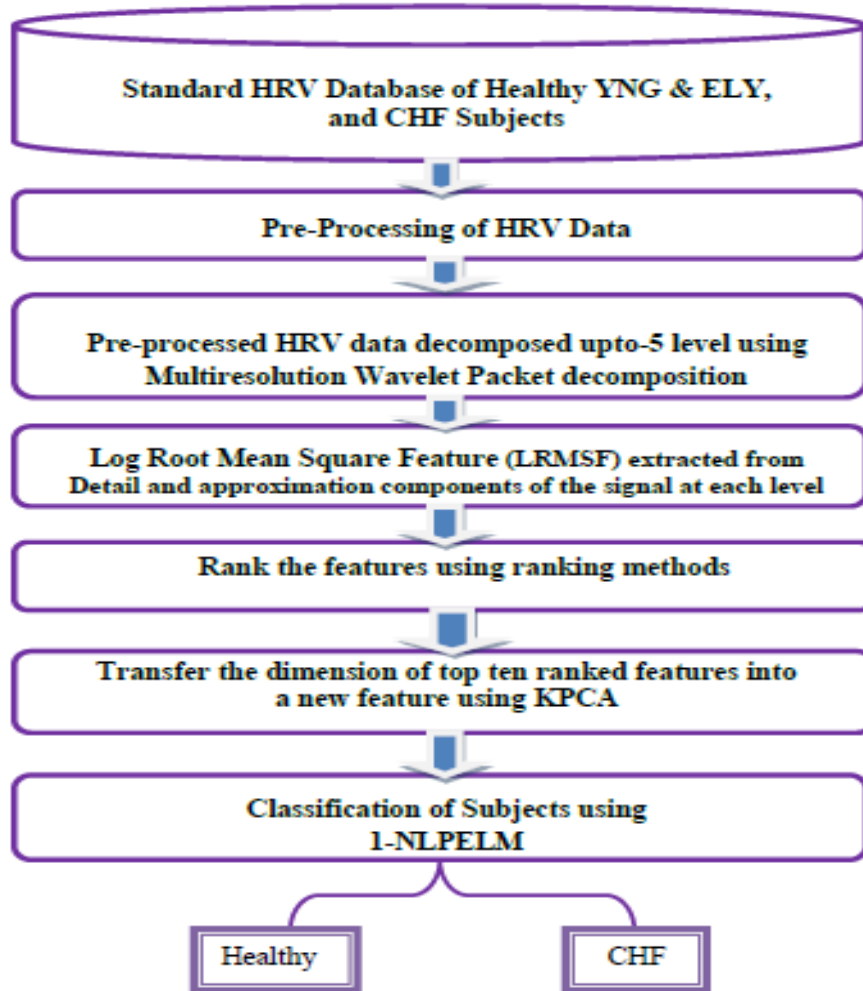 Standard HRV Database of Healthy YNG & ELY,
and CHF Subjects
Pre-Processing of HRV Data
Pre-processed HRV data decomposed upto-5 level using
Multiresolution Wavelet Packet decomposition
Log Root Mean Square Feature (LRMSF) extracted from
Detail and approximation components of the signal at each level
Rank the features using ranking methods
Transfer the dimension of top ten ranked features into
a new feature using KPCA
Classification of Subjects using
1-NLPELM
Healthy
CHF